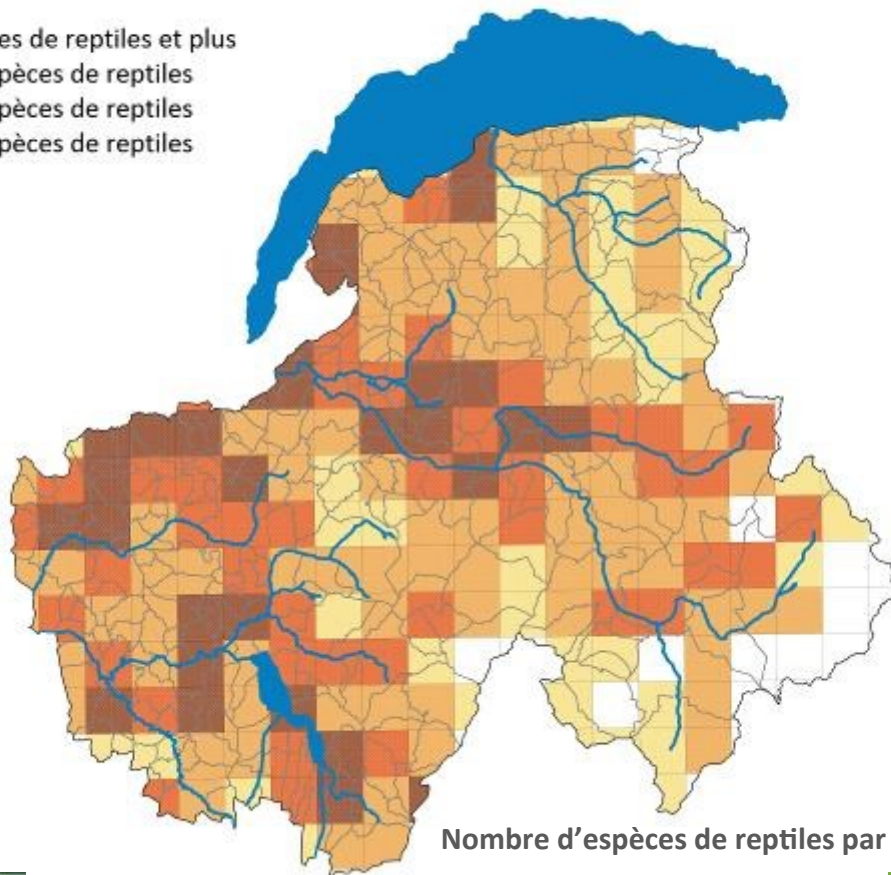 es de reptiles et plus
pèces de reptiles
pèces de reptiles
pèces de reptiles
Nombre d'espèces de reptiles par